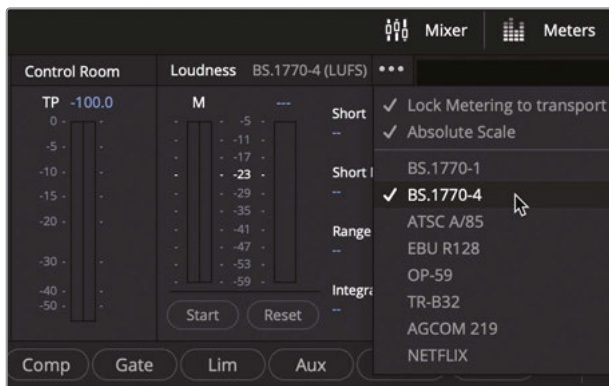 Mixer
Meters
Control Room
Loudness BS.1770-4 (LUFS) •••
TP -100.0
0
-5
-10
-15
-20
-30
-40
-50
M ---
-5
-11
-17
-23
-29
-35
-41
-47
-53
-59
Start
Reset
Short
--
Short
--
Range
--
--
✓ Lock Metering to transport
✓ Absolute Scale
BS.1770-1
✓ BS.1770-4
ATSC A/85
EBU R128
OP-59
TR-B32
AGCOM 219
NETFLIX
Comp
Gate
Lim
Aux